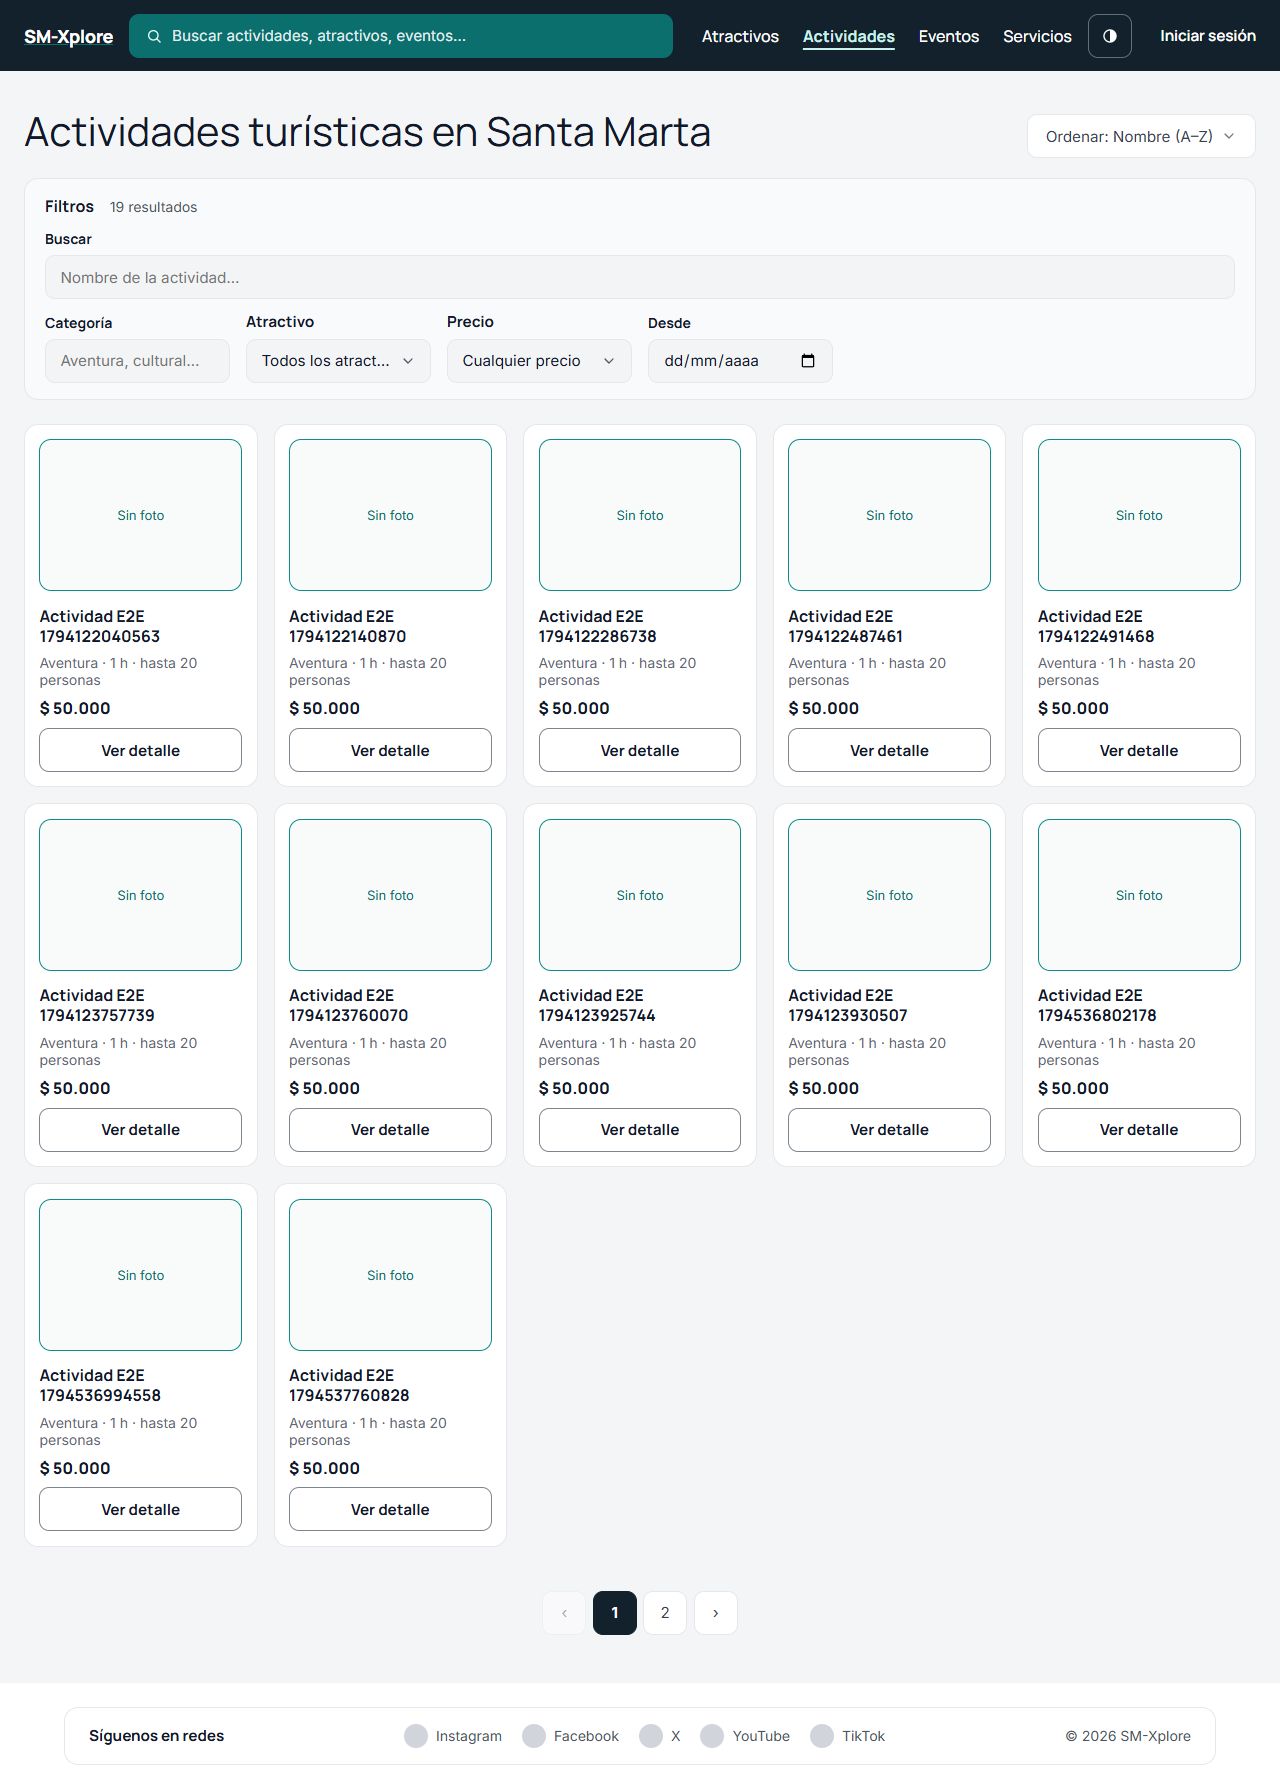 SM-Xplore
Buscar actividades, atractivos, eventos...
Atractivos
Actividades
Eventos
Servicios
Iniciar sesión
Actividades turísticas en Santa Marta
Ordenar: Nombre (A–Z)
Filtros
19 resultados
Buscar
Nombre de la actividad...
Categoría
Atractivo
Precio
Desde
Aventura, cultural...
Todos los atract...
Cualquier precio
dd/mm/aaaa
Sin foto
Actividad E2E
1794122040563
Aventura · 1 h · hasta 20
personas
$ 50.000
Ver detalle
Sin foto
Actividad E2E
1794122140870
Aventura · 1 h · hasta 20
personas
$ 50.000
Ver detalle
Sin foto
Actividad E2E
1794122286738
Aventura · 1 h · hasta 20
personas
$ 50.000
Ver detalle
Sin foto
Actividad E2E
1794122487461
Aventura · 1 h · hasta 20
personas
$ 50.000
Ver detalle
Sin foto
Actividad E2E
1794122491468
Aventura · 1 h · hasta 20
personas
$ 50.000
Ver detalle
Sin foto
Actividad E2E
1794123757739
Aventura · 1 h · hasta 20
personas
$ 50.000
Ver detalle
Sin foto
Actividad E2E
1794123760070
Aventura · 1 h · hasta 20
personas
$ 50.000
Ver detalle
Sin foto
Actividad E2E
1794123925744
Aventura · 1 h · hasta 20
personas
$ 50.000
Ver detalle
Sin foto
Actividad E2E
1794123930507
Aventura · 1 h · hasta 20
personas
$ 50.000
Ver detalle
Sin foto
Actividad E2E
1794536802178
Aventura · 1 h · hasta 20
personas
$ 50.000
Ver detalle
Sin foto
Actividad E2E
1794536994558
Aventura · 1 h · hasta 20
personas
$ 50.000
Ver detalle
Sin foto
Actividad E2E
1794537760828
Aventura · 1 h · hasta 20
personas
$ 50.000
Ver detalle
‹ 1 2 ›
Síguenos en redes
Instagram
Facebook
X
YouTube
TikTok
© 2026 SM-Xplore